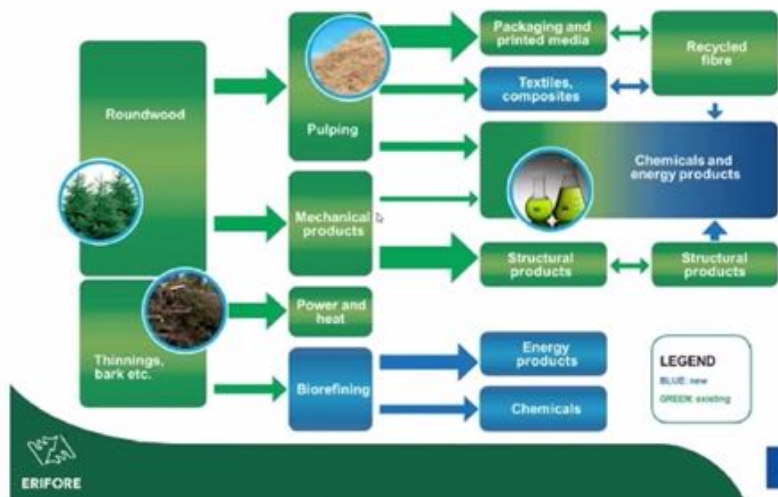 Roundwood
Thinnings,
bark etc.
Pulping
Mechanical
products
Power and
heat
Biorefining
Packaging and
printed media
Textiles,
composites
Recycled
fibre
Chemicals and
energy products
Structural
products
Structural
products
Energy
products
Chemicals
LEGEND
BLUE: new
GREEN: existing
ERIFORE